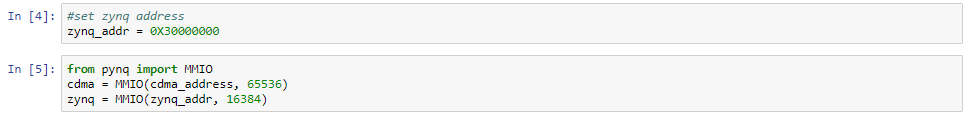 In [4]: #set zynq address
zynq_addr = 0X30000000
In [5]: from pynq import MMIO
cdma = MMIO(cdma_address, 65536)
zynq = MMIO(zynq_addr, 16384)